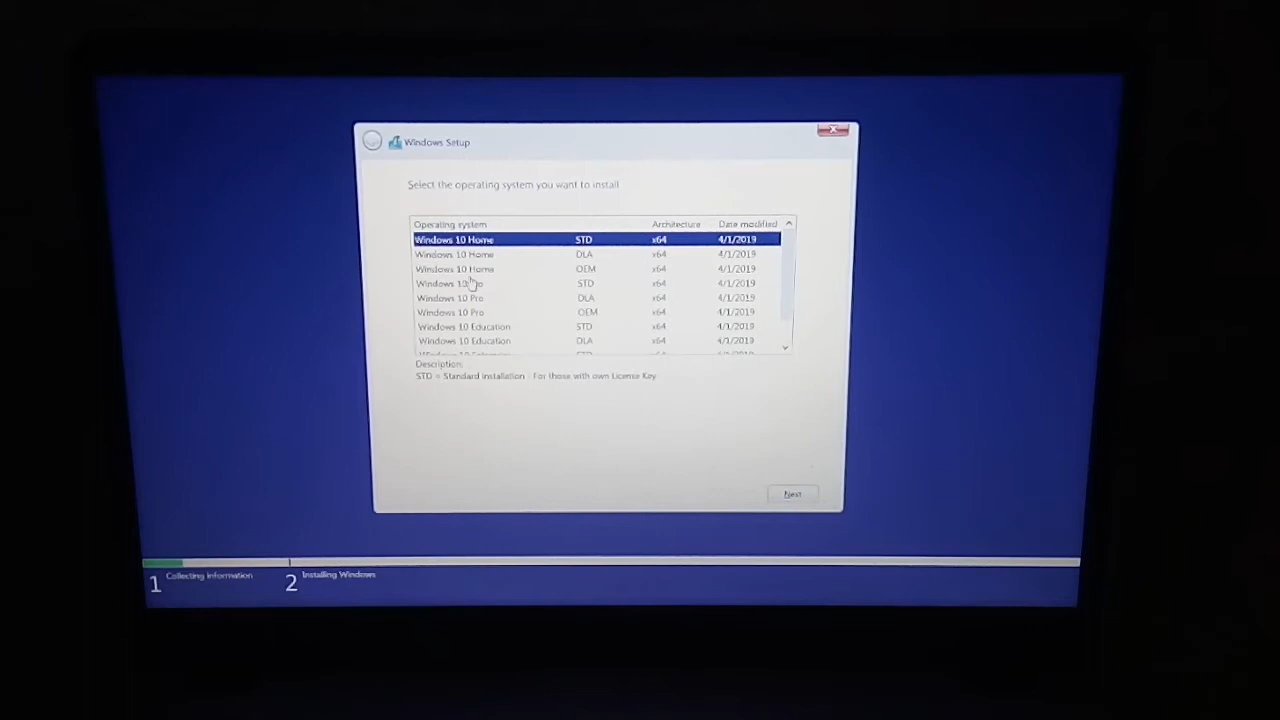 Windows Setup
Select the operating system you want to install
Operating system Architecture Date modified
Windows 10 Home STD x64 4/1/2019
Windows 10 Home DLA x64 4/1/2019
Windows 10 Home OEM x64 4/1/2019
Windows STD x64 4/1/2019
Windows 10 Pro DLA x64 4/1/2019
Windows 10 Pro OEM x64 4/1/2019
Windows 10 Education STD x64 4/1/2019
Windows 10 Education DLA x64 4/1/2019
Description:
STD = Standard installation - For those with own License Key
Next
1 Collecting information 2 Installing Windows